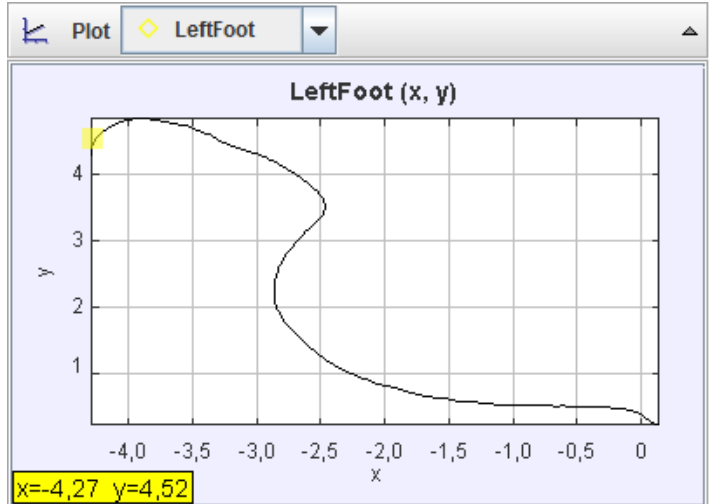 Plot LeftFoot
LeftFoot (x, y)
4
3
2
1
y
-4,0 -3,5 -3,0 -2,5 -2,0 -1,5 -1,0 -0,5 0
x
x=-4,27 y=4,52